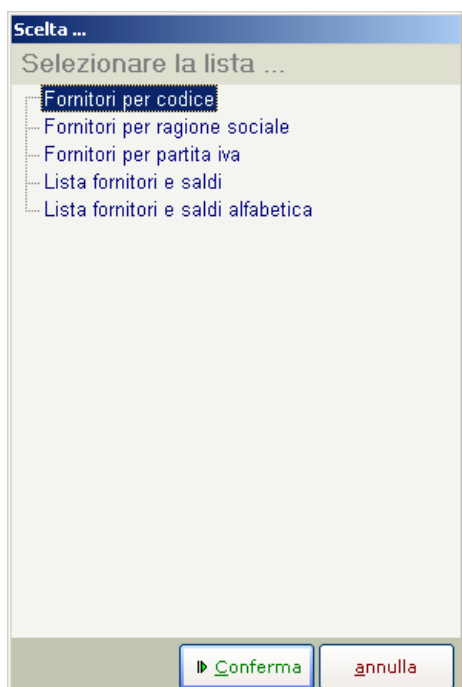 Scelta ...
Selezionare la lista ...
Fornitori per codice
Fornitori per ragione sociale
Fornitori per partita iva
Lista fornitori e saldi
Lista fornitori e saldi alfabetica
Conferma
annulla